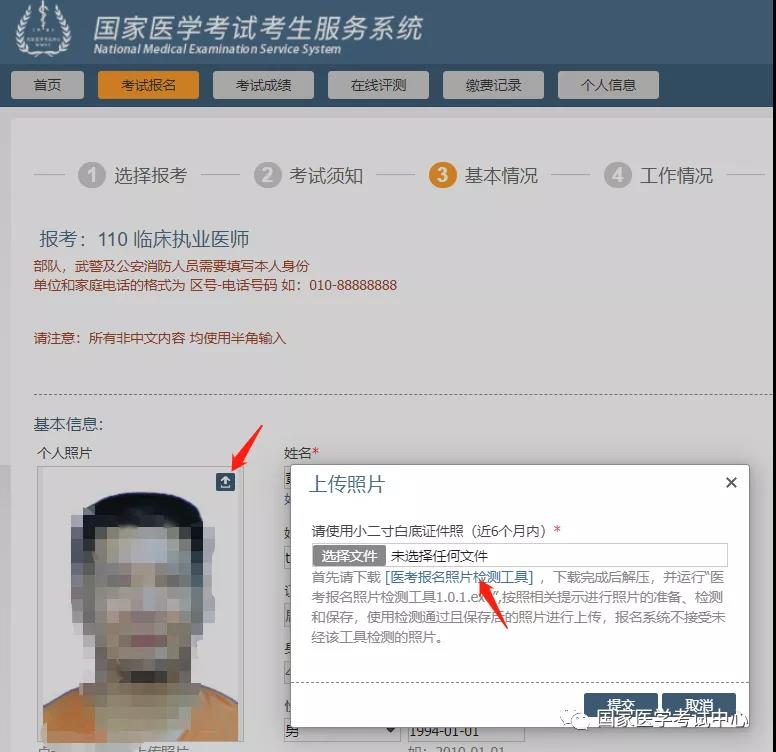 国家医学考试考生服务系统
National Medical Examination Service System
首页 考试报名 考试成绩 在线评测 缴费记录 个人信息
1 选择报考 2 考试须知 3 基本情况 4 工作情况
报考：110 临床执业医师
部队，武警及公安消防人员需要填写本人身份
单位和家庭电话的格式为 区号-电话号码 如：010-88888888
请注意：所有非中文内容 均使用半角输入
基本信息：
个人照片
姓名*
上传照片
请使用小二寸白底证件照（近6个月内）*
选择文件 未选择任何文件
首先请下载 [医考报名照片检测工具] ，下载完成后解压，并运行“医
考报名照片检测工具1.0.1.exe”,按照相关提示进行照片的准备、检测
和保存，使用检测通过且保存后的照片进行上传，报名系统不接受未
经该工具检测的照片。
提交 取消
国家医学考试中心
男 1994-01-01
上传照片
如：2010-01-01